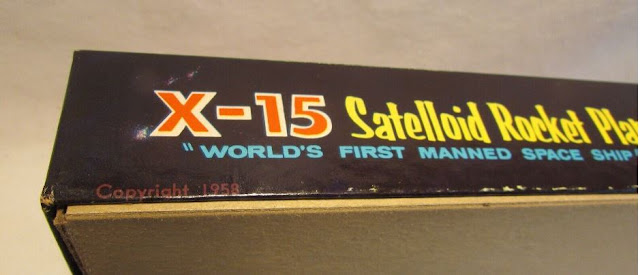 X-15 Satelloid Rocket Pla
"WORLD'S FIRST MANNED SPACE SHIP
Copyright 1958